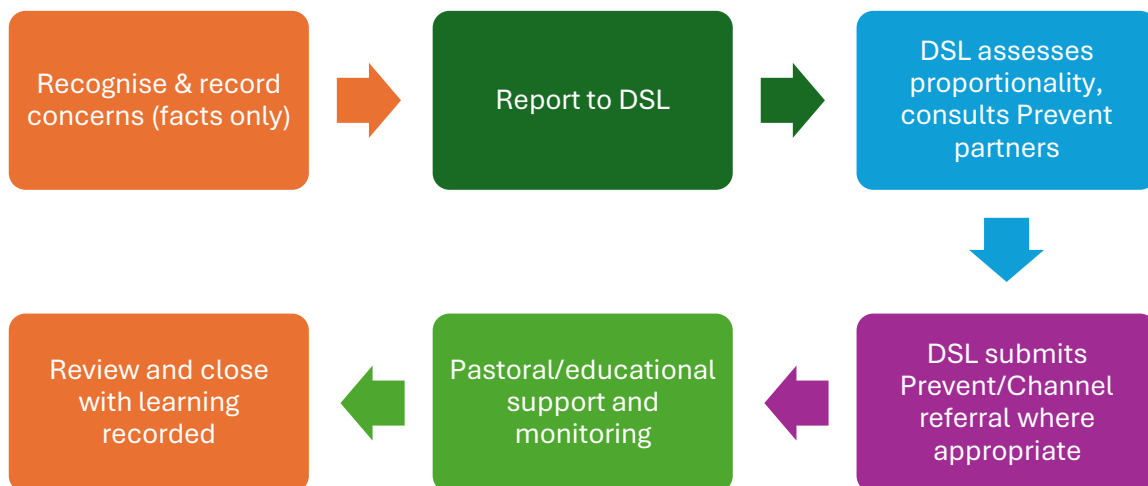 Recognise & record
concerns (facts only)
Report to DSL
DSL assesses
proportionality,
consults Prevent
partners
DSL submits
Prevent/Channel
referral where
appropriate
Pastoral/educational
support and
monitoring
Review and close
with learning
recorded